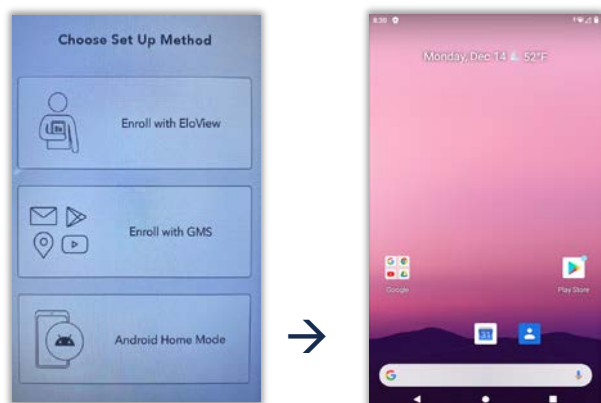 Choose Set Up Method
Enroll with EloView
Enroll with GMS
Android Home Mode
8:30
Monday, Dec 14 52°F
Google
Play Store
31